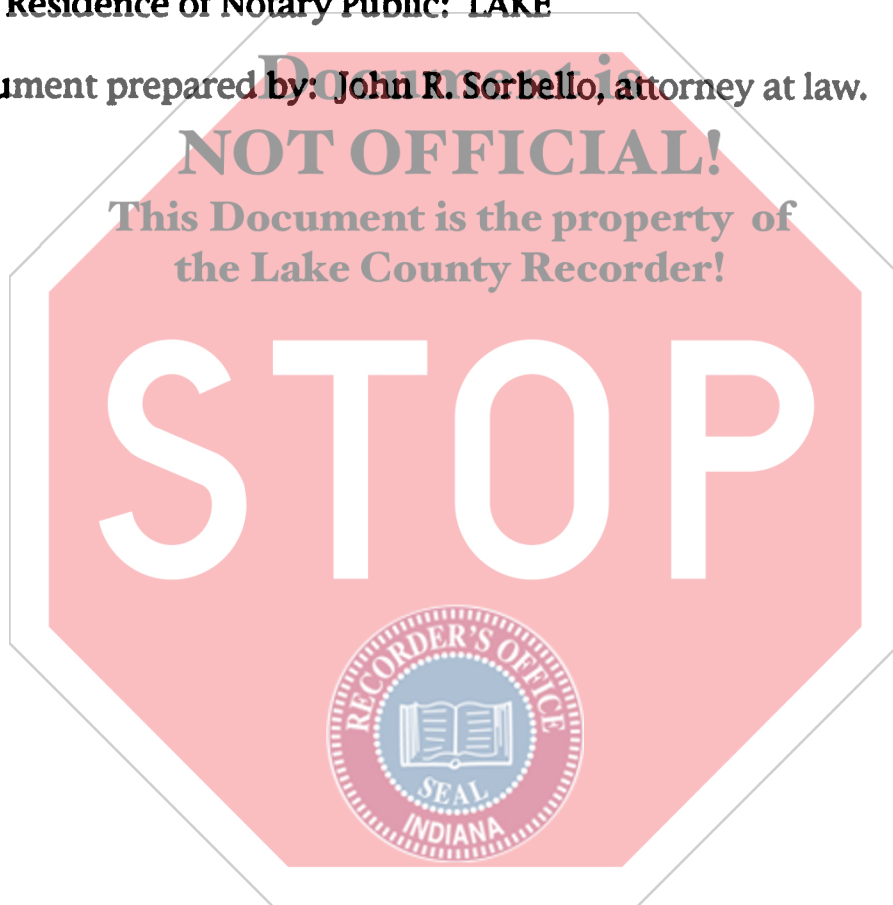 Residence of Notary Public: LAKE
ument prepared by: John R. Sorbello, attorney at law.
Document is
NOT OFFICIAL!
This Document is the property of
the Lake County Recorder!
STOP
RECORDER'S OFFICE
SEAL
INDIANA